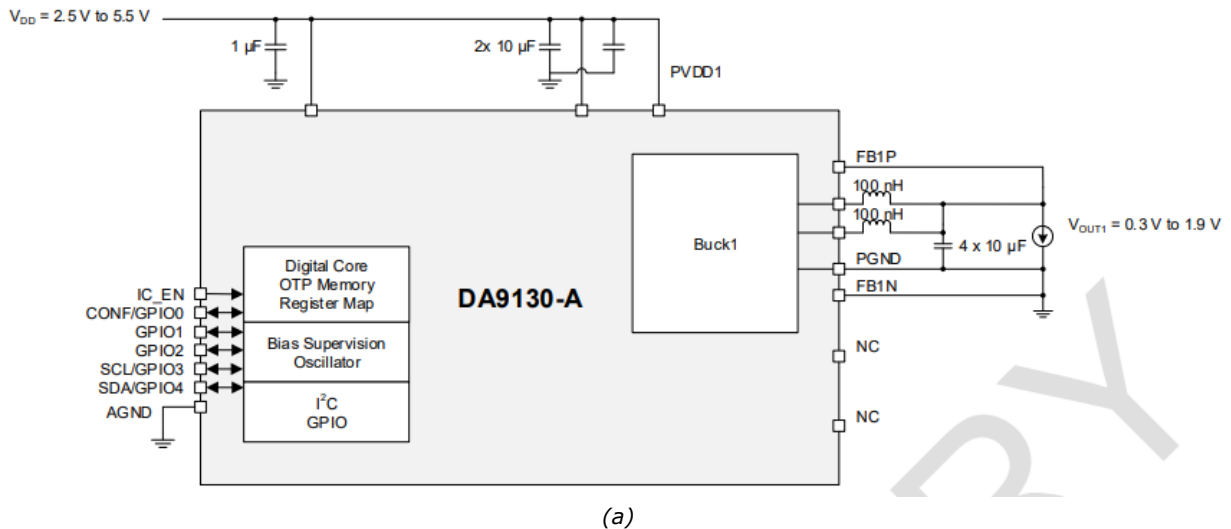 V_DD = 2.5 V to 5.5 V
1 µF
2x 10 µF
PVDD1
FB1P
100 nH
100 nH
Buck1
V_OUT1 = 0.3 V to 1.9 V
4 x 10 µF
PGND
FB1N
Digital Core
OTP Memory
Register Map
DA9130-A
IC_EN
CONF/GPIO0
GPIO1
GPIO2
SCL/GPIO3
SDA/GPIO4
AGND
Bias Supervision
Oscillator
I²C
GPIO
NC
NC
RY
(a)